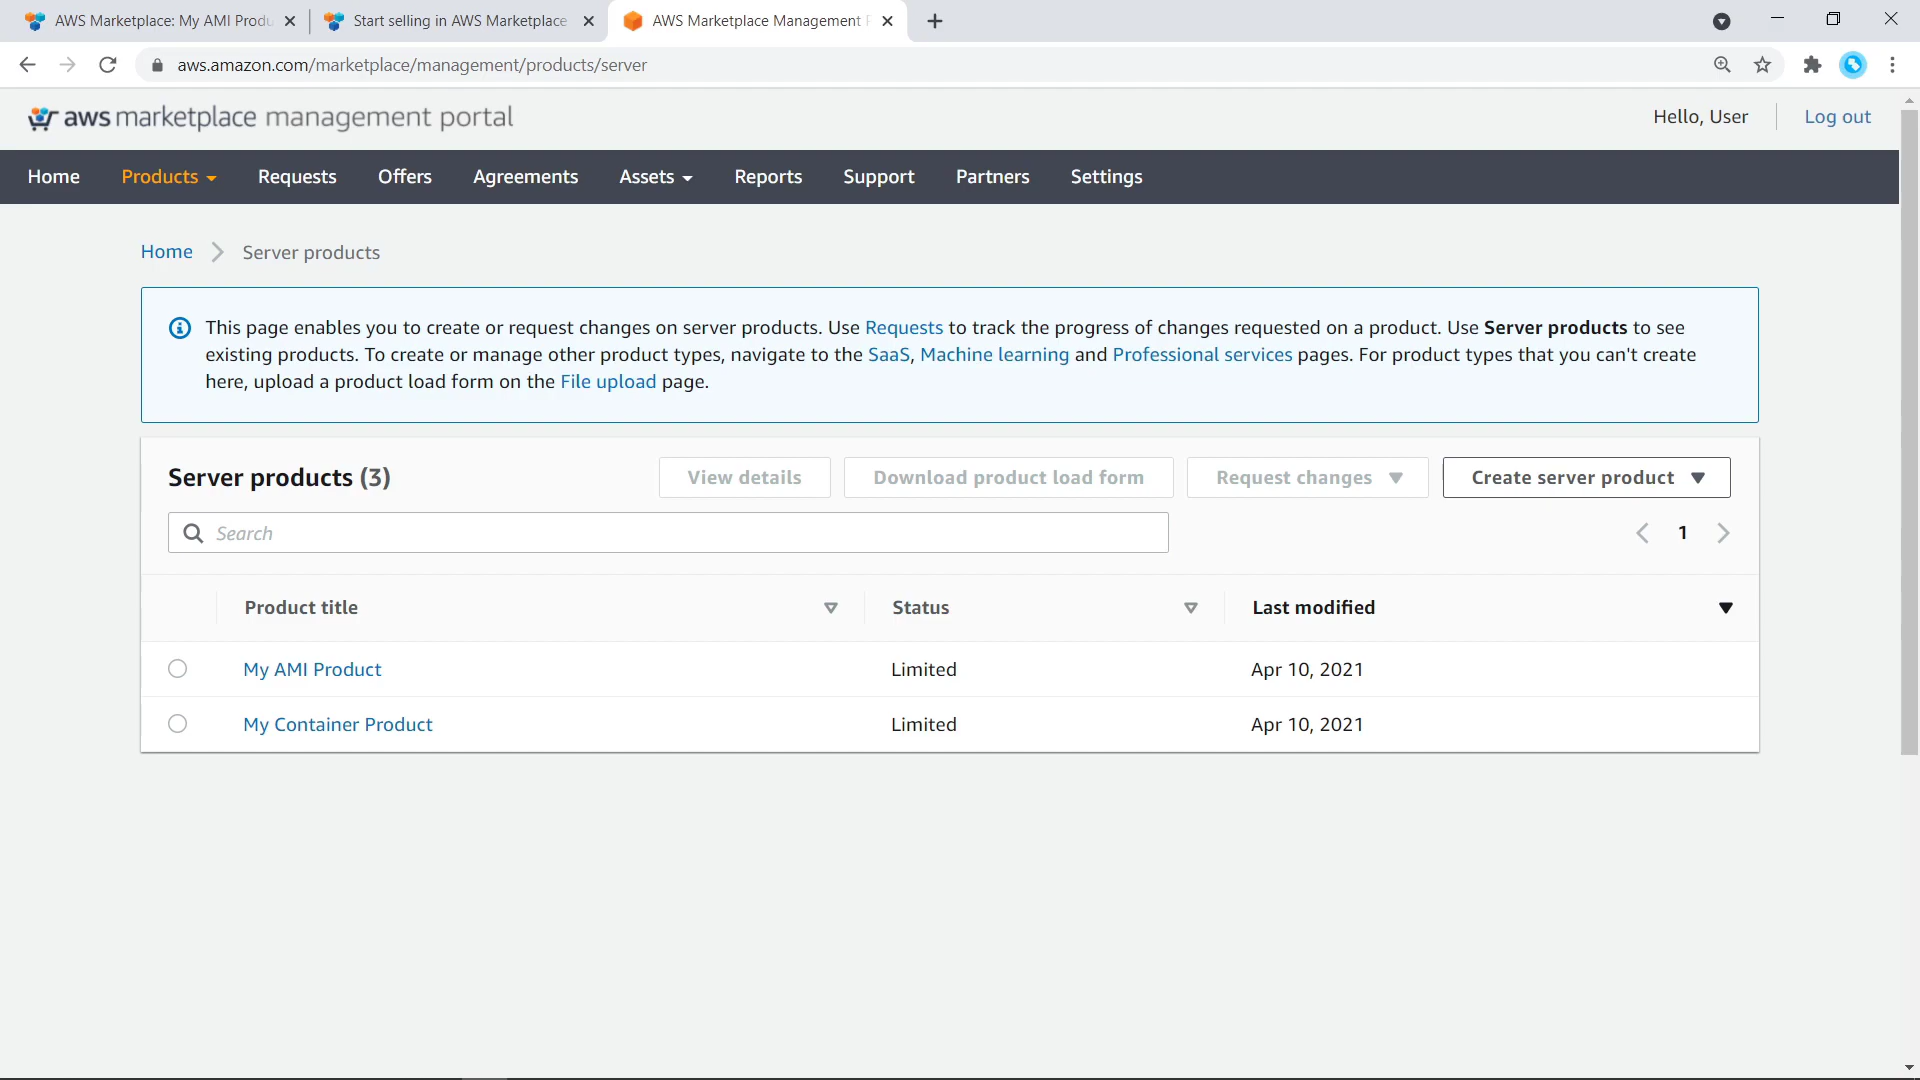 AWS Marketplace: My AMI Produ
Start selling in AWS Marketplace
AWS Marketplace Management P
aws.amazon.com/marketplace/management/products/server
aws marketplace management portal
Hello, User
Log out
Home
Products
Requests
Offers
Agreements
Assets
Reports
Support
Partners
Settings
Home
Server products
This page enables you to create or request changes on server products. Use Requests to track the progress of changes requested on a product. Use Server products to see
existing products. To create or manage other product types, navigate to the SaaS, Machine learning and Professional services pages. For product types that you can't create
here, upload a product load form on the File upload page.
Server products (3)
View details
Download product load form
Request changes
Create server product
Search
1
Product title
Status
Last modified
My AMI Product
Limited
Apr 10, 2021
My Container Product
Limited
Apr 10, 2021